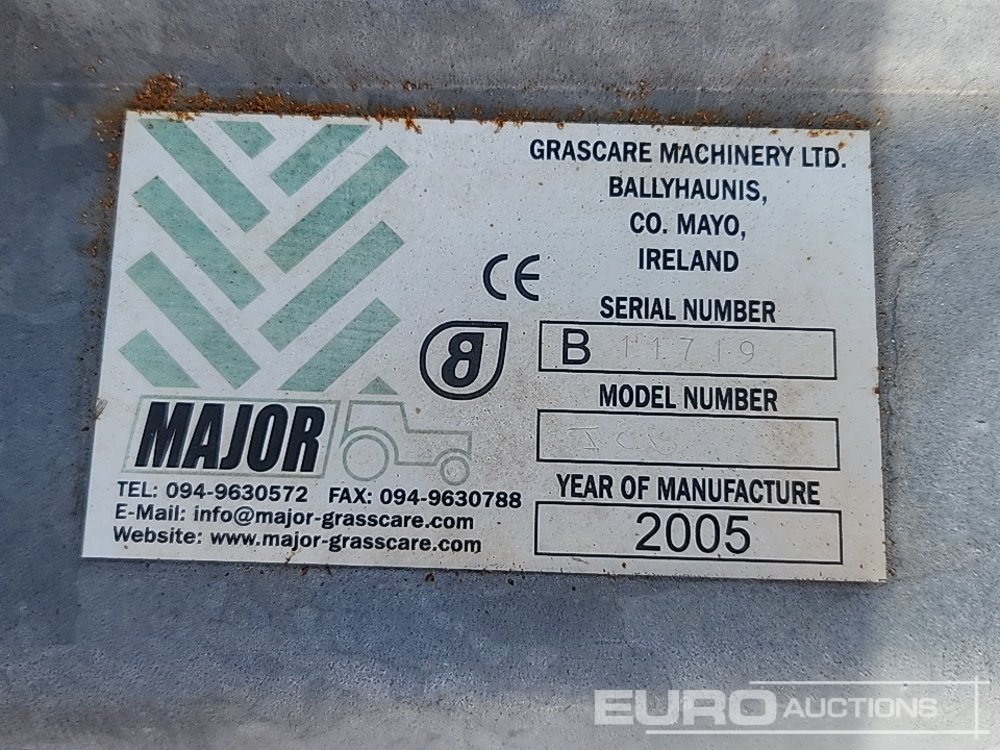 GRASCARE MACHINERY LTD.
BALLYHAUNIS,
CO. MAYO,
IRELAND
CE
SERIAL NUMBER
B 11719
MODEL NUMBER
YEAR OF MANUFACTURE
2005
MAJOR
TEL: 094-9630572 FAX: 094-9630788
E-Mail: info@major-grasscare.com
Website: www.major-grasscare.com
EURO AUCTIONS